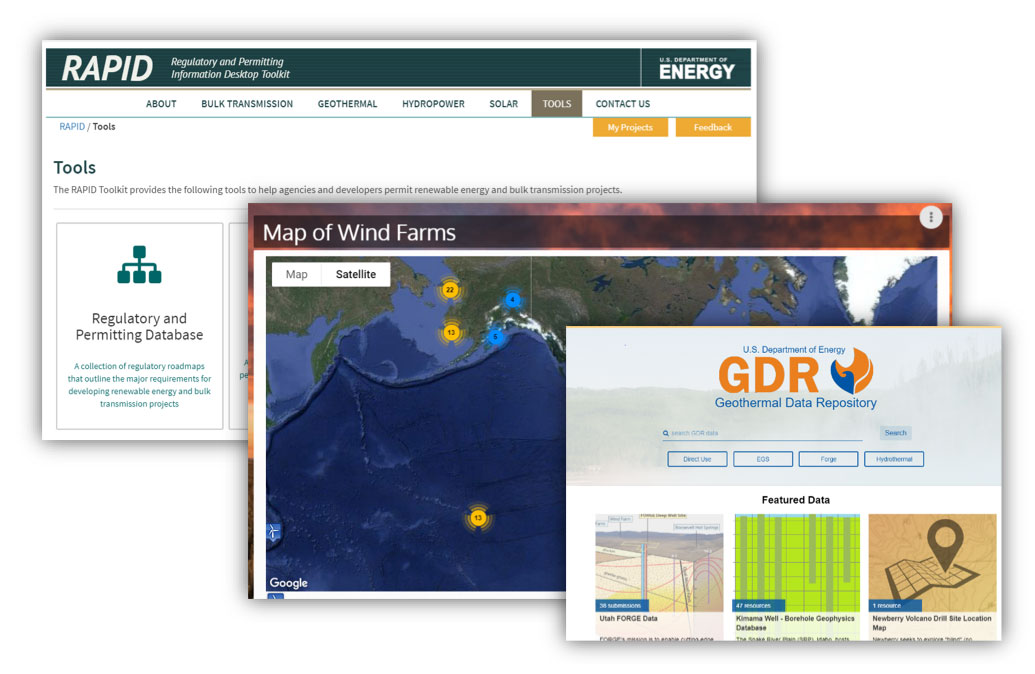 RAPID
Regulatory and Permitting
Information Desktop Toolkit
U.S. DEPARTMENT OF
ENERGY
ABOUT BULK TRANSMISSION GEOTHERMAL HYDROPOWER SOLAR TOOLS CONTACT US
RAPID / Tools
My Projects Feedback
Tools
The RAPID Toolkit provides the following tools to help agencies and developers permit renewable energy and bulk transmission projects.
Regulatory and
Permitting Database
A collection of regulatory roadmaps
that outline the major requirements for
developing renewable energy and bulk
transmission projects
A
pe
Map of Wind Farms
Map Satellite
22
4
13
5
13
Google
U.S. Department of Energy
GDR
Geothermal Data Repository
search GDR data Search
Direct Use EGS Forge Hydrothermal
Featured Data
36 submissions
Utah FORGE Data
FORGE's mission is to enable cutting-edge
47 resources
Kimama Well - Borehole Geophysics
Database
The Snake River Plain (SRP), Idaho, hosts
1 resource
Newberry Volcano Drill Site Location
Map
Newberry seeks to explore "blind" (no